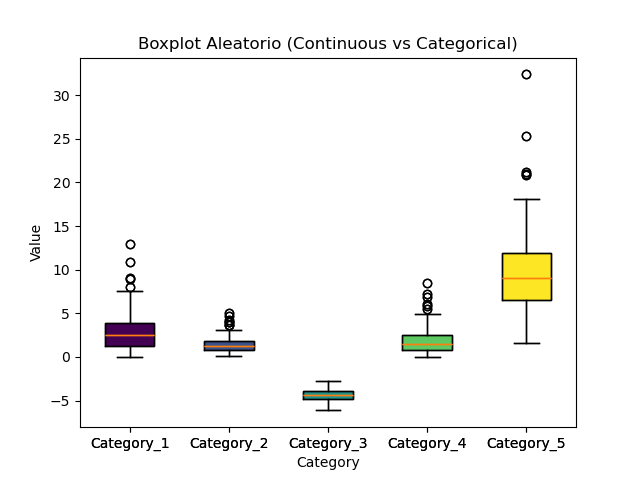 Boxplot Aleatorio (Continuous vs Categorical)
30
25
20
15
10
5
0
−5
Value
Category_1 Category_2 Category_3 Category_4 Category_5
Category